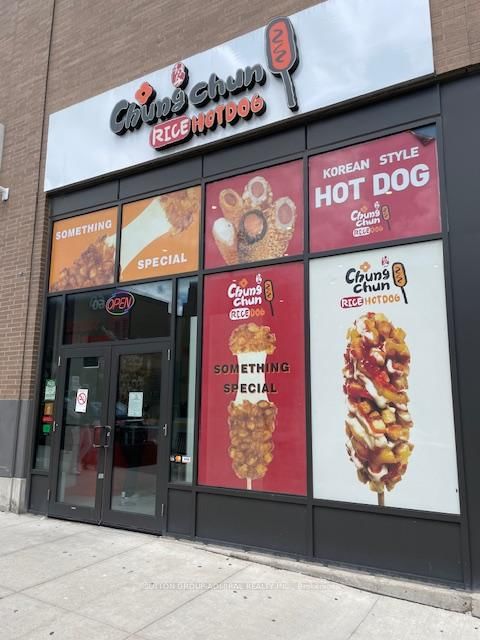 Chung Chun
RICE HOTDOG
SOMETHING
SPECIAL
KOREAN STYLE
HOT DOG
Chung
Chun
RICE DOG
OPEN
Chung
Chun
RICE DOG
SOMETHING
SPECIAL
Chung
Chun
RICE HOTDOG